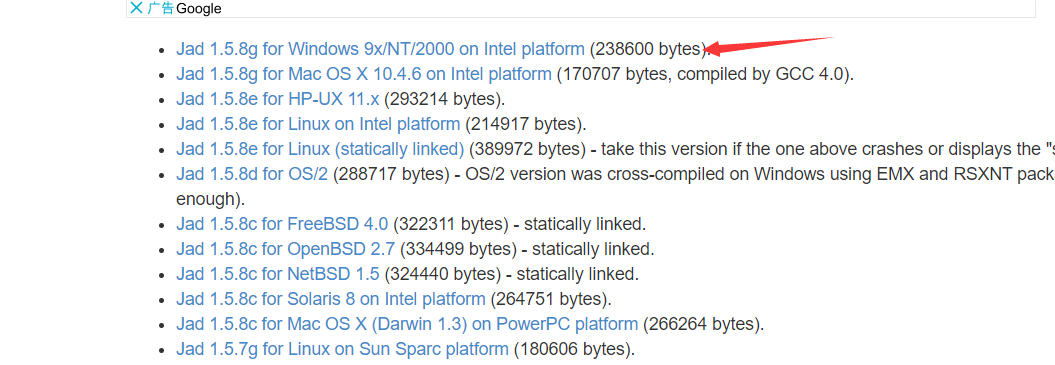 广告Google
Jad 1.5.8g for Windows 9x/NT/2000 on Intel platform (238600 bytes).
Jad 1.5.8g for Mac OS X 10.4.6 on Intel platform (170707 bytes, compiled by GCC 4.0).
Jad 1.5.8e for HP-UX 11.x (293214 bytes).
Jad 1.5.8e for Linux on Intel platform (214917 bytes).
Jad 1.5.8e for Linux (statically linked) (389972 bytes) - take this version if the one above crashes or displays the "s
Jad 1.5.8d for OS/2 (288717 bytes) - OS/2 version was cross-compiled on Windows using EMX and RSXNT pack
enough).
Jad 1.5.8c for FreeBSD 4.0 (322311 bytes) - statically linked.
Jad 1.5.8c for OpenBSD 2.7 (334499 bytes) - statically linked.
Jad 1.5.8c for NetBSD 1.5 (324440 bytes) - statically linked.
Jad 1.5.8c for Solaris 8 on Intel platform (264751 bytes).
Jad 1.5.8c for Mac OS X (Darwin 1.3) on PowerPC platform (266264 bytes).
Jad 1.5.7g for Linux on Sun Sparc platform (180606 bytes).